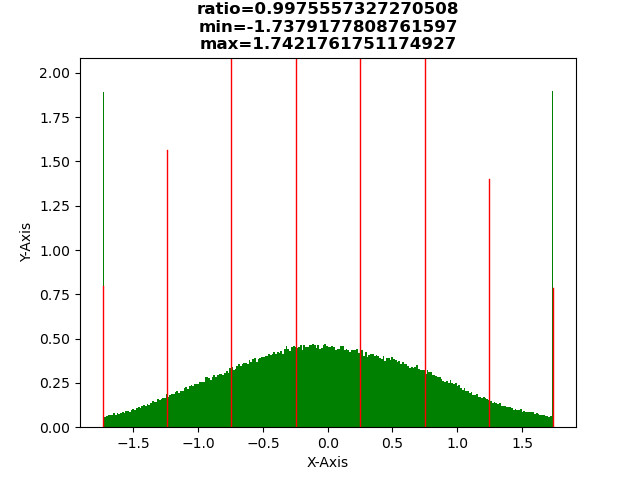 ratio=0.9975557327270508
min=-1.7379177808761597
max=1.7421761751174927
2.00
1.75
1.50
1.25
1.00
0.75
0.50
0.25
0.00
Y-Axis
−1.5 −1.0 −0.5 0.0 0.5 1.0 1.5
X-Axis